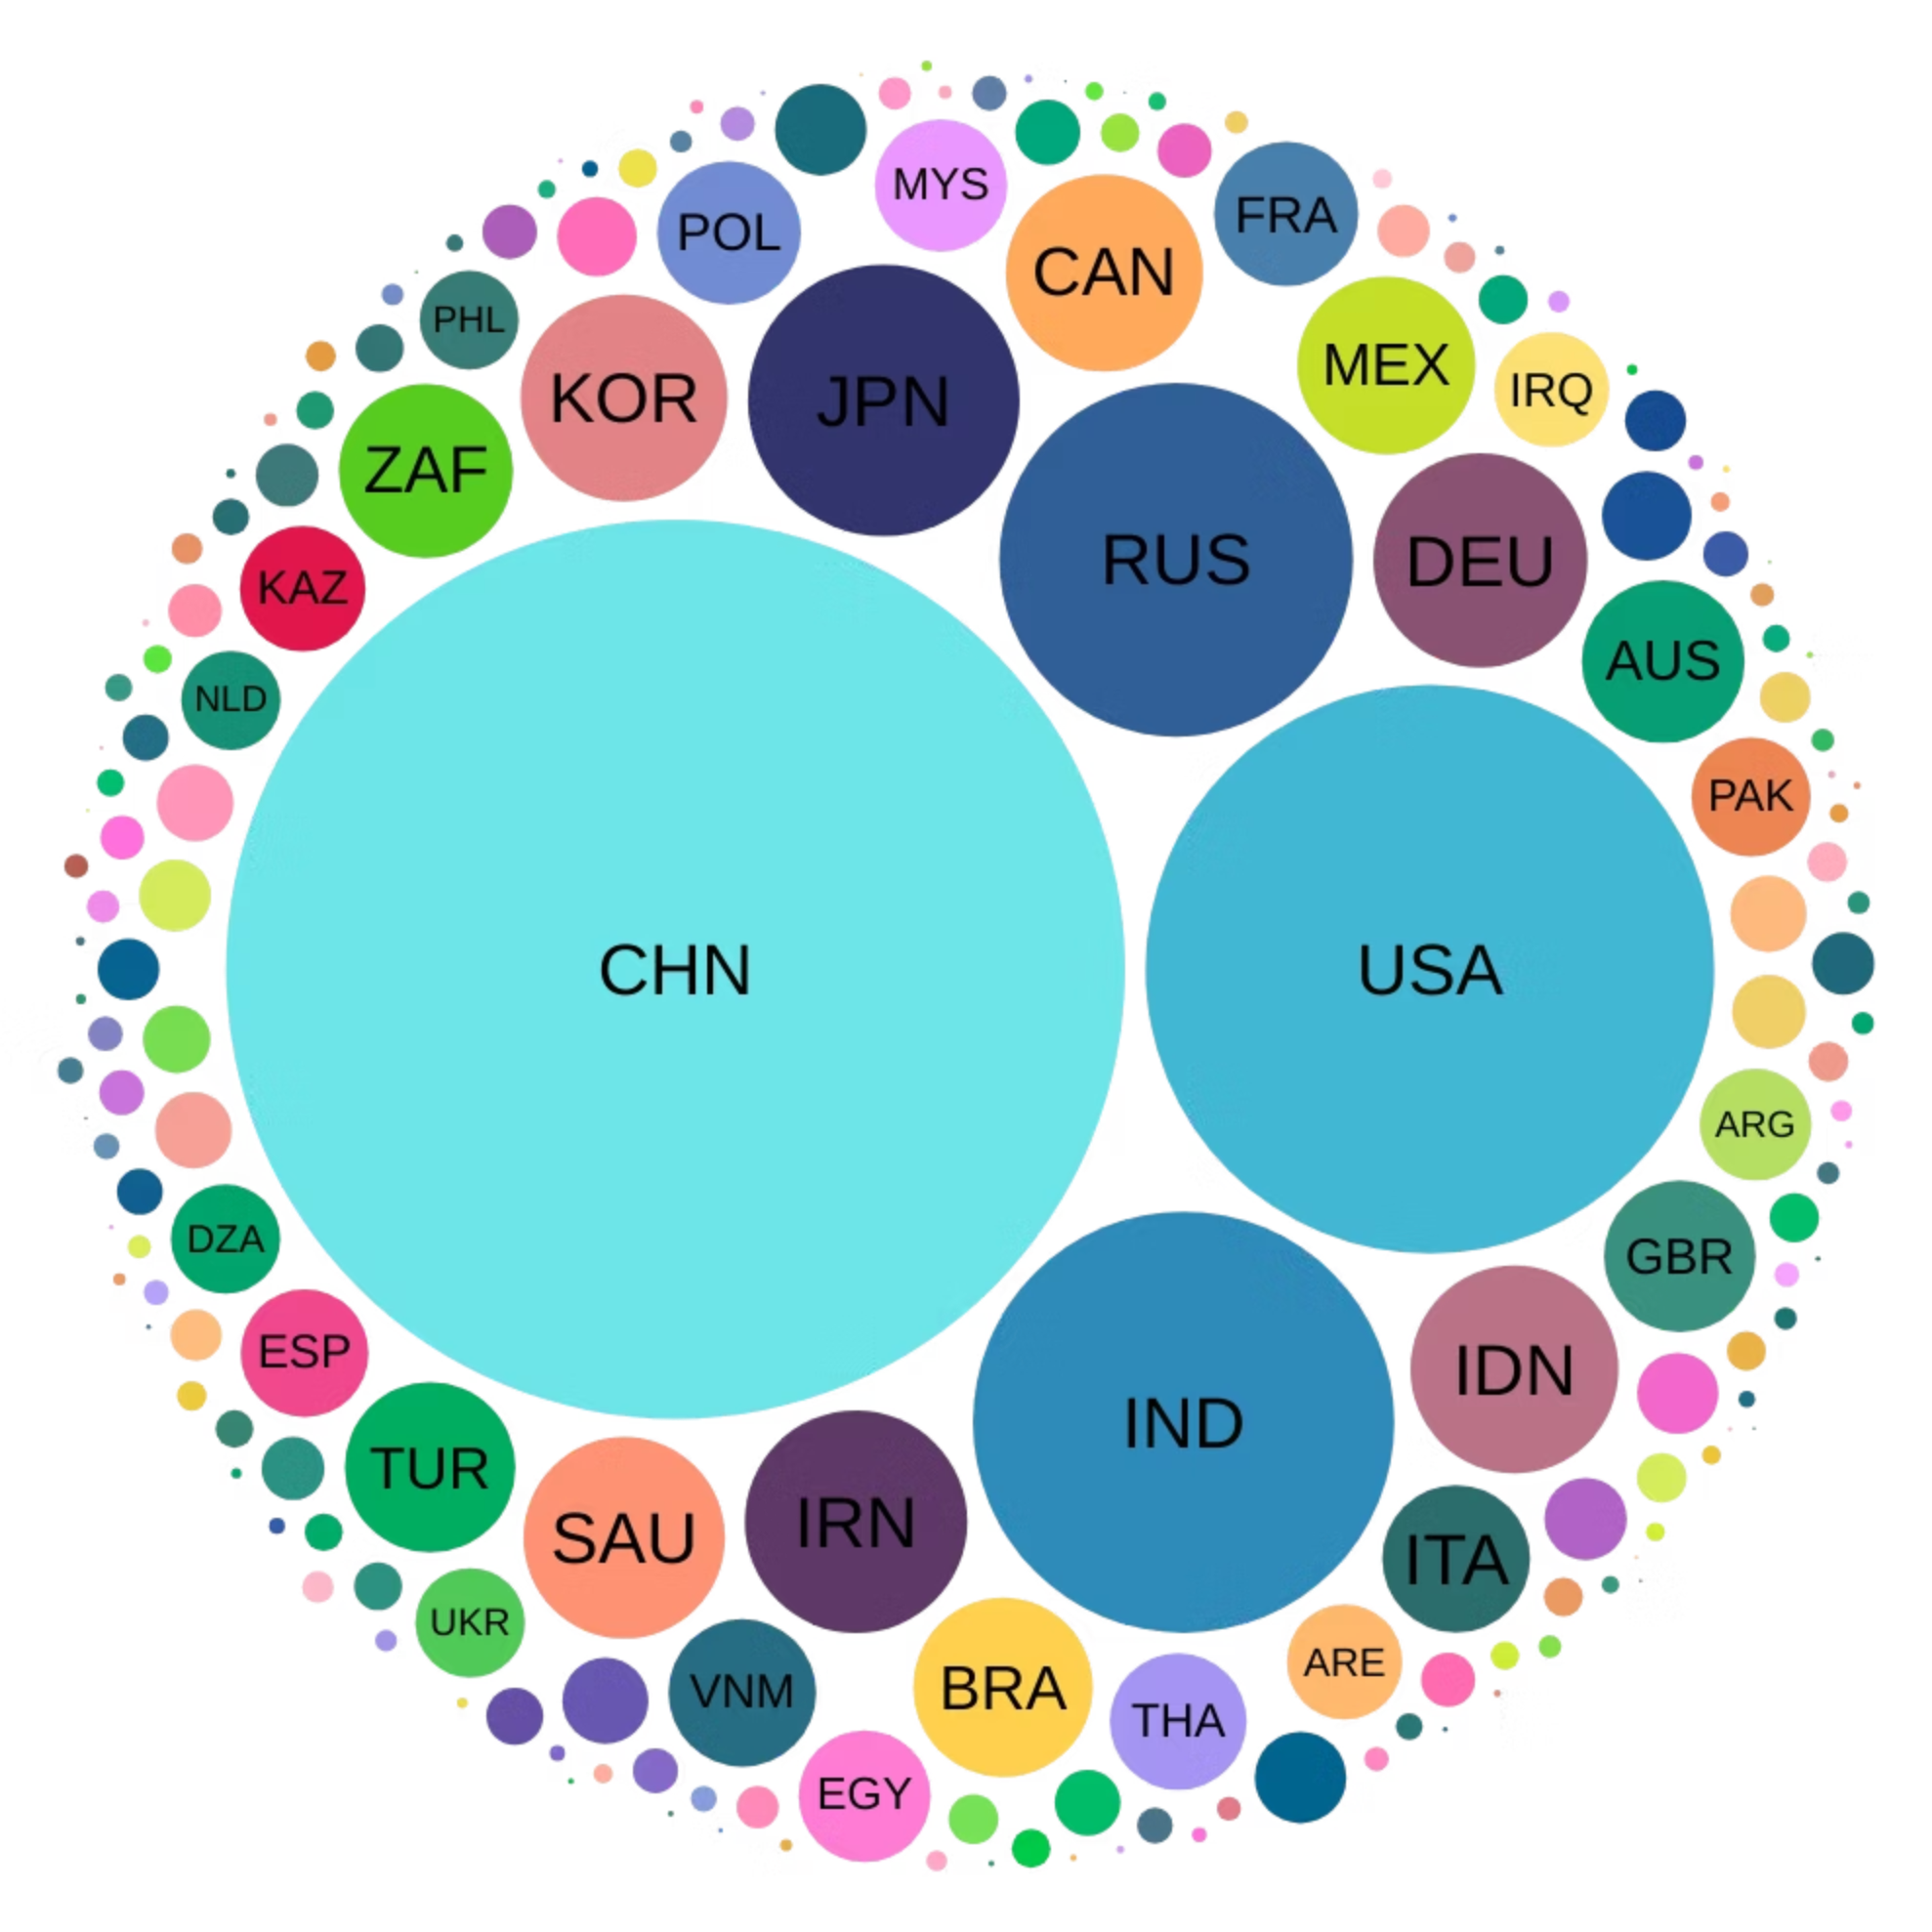 MYS
FRA
POL
CAN
PHL
MEX
IRQ
KOR
JPN
ZAF
RUS
DEU
KAZ
AUS
NLD
PAK
CHN
USA
ARG
DZA
GBR
ESP
IDN
IND
TUR
IRN
SAU
ITA
UKR
ARE
VNM
BRA
THA
EGY